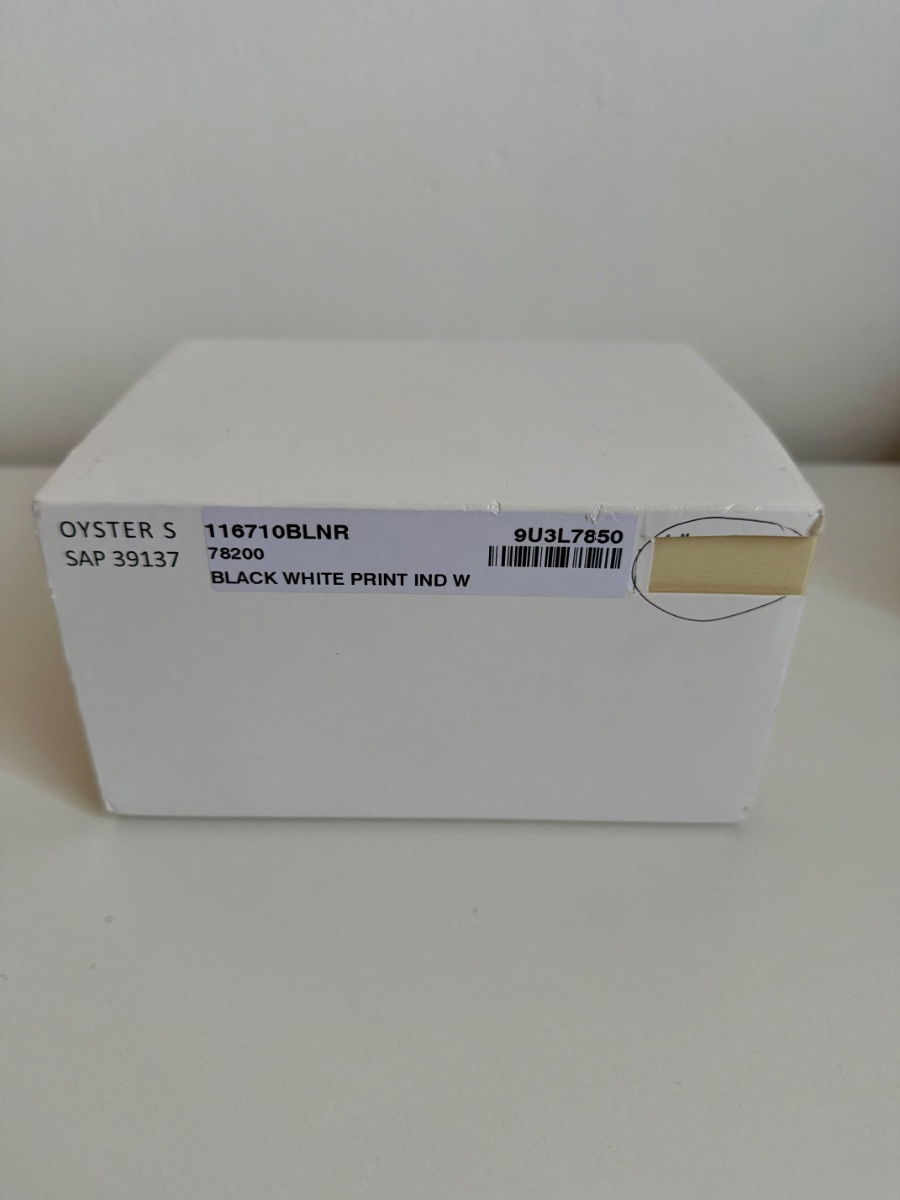 OYSTER S
SAP 39137
116710BLNR
78200
BLACK WHITE PRINT IND W
9U3L7850